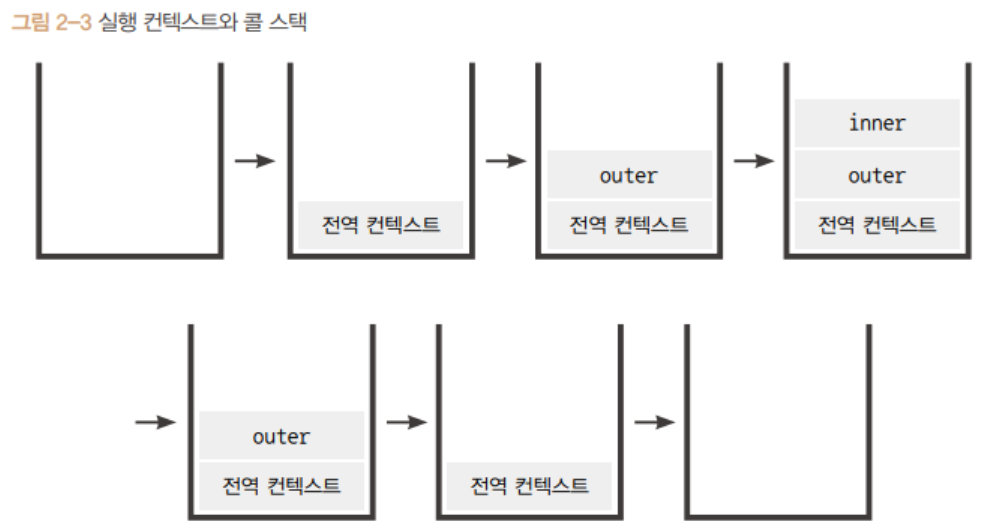 그림 2-3 실행 컨텍스트와 콜 스택
전역 컨텍스트
outer
전역 컨텍스트
inner
outer
전역 컨텍스트
outer
전역 컨텍스트
전역 컨텍스트